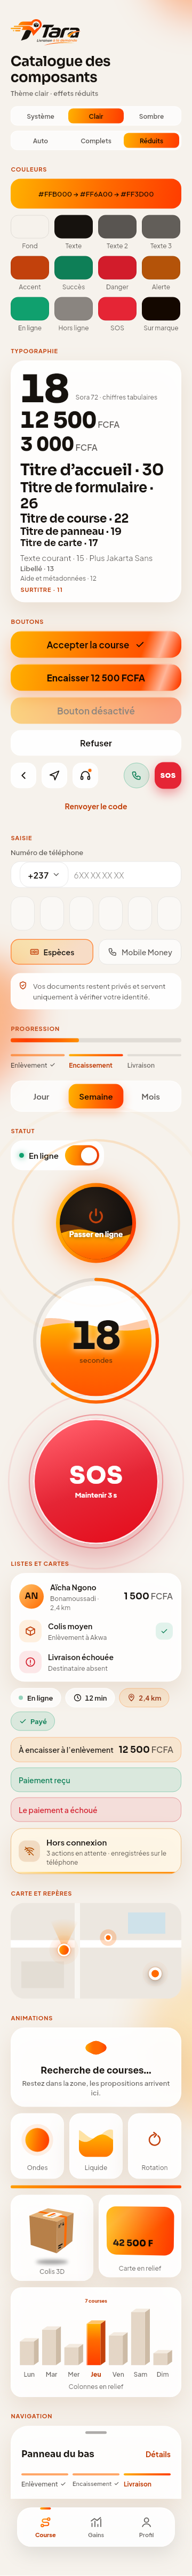 Tara
Catalogue des
composants
Thème clair · effets réduits
Système Clair Sombre
Auto Complets Réduits
COULEURS
#FFB000 → #FF6A00 → #FF3D00
Fond Texte Texte 2 Texte 3
Accent Succès Danger Alerte
En ligne Hors ligne SOS Sur marque
TYPOGRAPHIE
18 Sora 72 · chiffres tabulaires
12 500 FCFA
3 000 FCFA
Titre d’accueil · 30
Titre de formulaire ·
26
Titre de course · 22
Titre de panneau · 19
Titre de carte · 17
Texte courant · 15 · Plus Jakarta Sans
Libellé · 13
Aide et métadonnées · 12
SURTITRE · 11
BOUTONS
Accepter la course
Encaisser 12 500 FCFA
Bouton désactivé
Refuser
SOS
Renvoyer le code
SAISIE
Numéro de téléphone
+237 6XX XX XX XX
Espèces Mobile Money
Vos documents restent privés et servent
uniquement à vérifier votre identité.
PROGRESSION
Enlèvement Encaissement Livraison
Jour Semaine Mois
STATUT
En ligne
Passer en ligne
18
secondes
SOS
Maintenir 3 s
LISTES ET CARTES
AN Aïcha Ngono 1 500 FCFA
Bonamoussadi ·
2,4 km
Colis moyen
Enlèvement à Akwa
Livraison échouée
Destinataire absent
En ligne 12 min 2,4 km
Payé
À encaisser à l’enlèvement 12 500 FCFA
Paiement reçu
Le paiement a échoué
Hors connexion
3 actions en attente · enregistrées sur le
téléphone
CARTE ET REPÈRES
ANIMATIONS
Recherche de courses…
Restez dans la zone, les propositions arrivent
ici.
Ondes Liquide Rotation
42 500 F
Colis 3D Carte en relief
7 courses
Lun Mar Mer Jeu Ven Sam Dim
Colonnes en relief
NAVIGATION
Panneau du bas Détails
Enlèvement Encaissement Livraison
Course Gains Profil